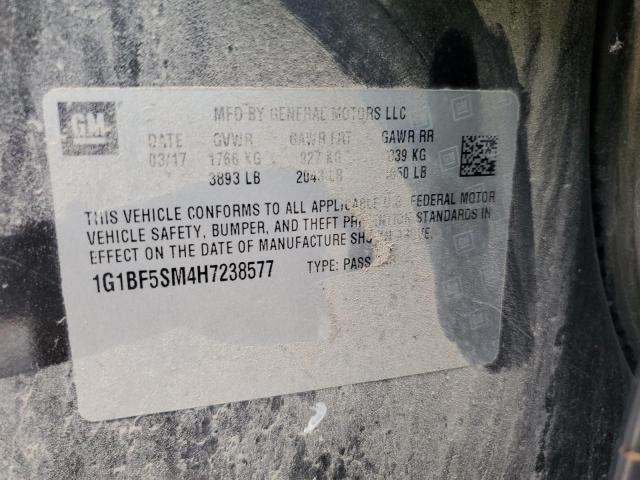 GM
MFD BY GENERAL MOTORS LLC
DATE GVWR GAWR FRT GAWR RR
03/17 1766 KG 927 KG 839 KG
3893 LB LB LB
THIS VEHICLE CONFORMS TO ALL APPLICABLE U.S. FEDERAL MOTOR
VEHICLE SAFETY, BUMPER, AND THEFT PREVENTION STANDARDS IN
EFFECT ON THE DATE OF MANUFACTURE SHOWN ABOVE.
1G1BF5SM4H7238577 TYPE: PASS